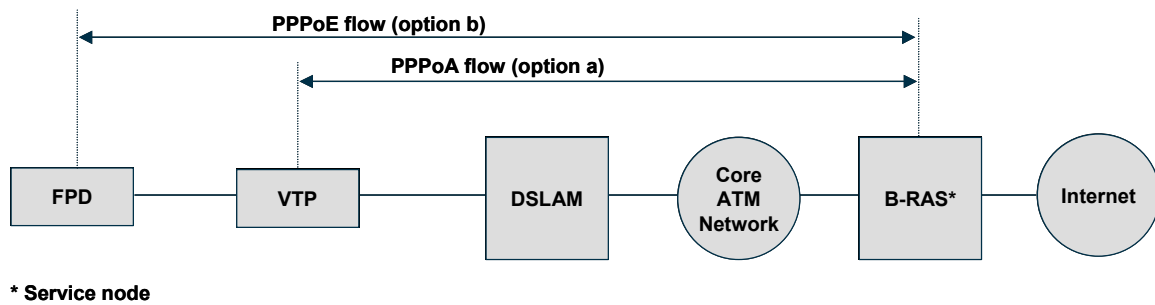 PPPoE flow (option b)
PPPoA flow (option a)
FPD
VTP
DSLAM
Core
ATM
Network
B-RAS*
Internet
* Service node